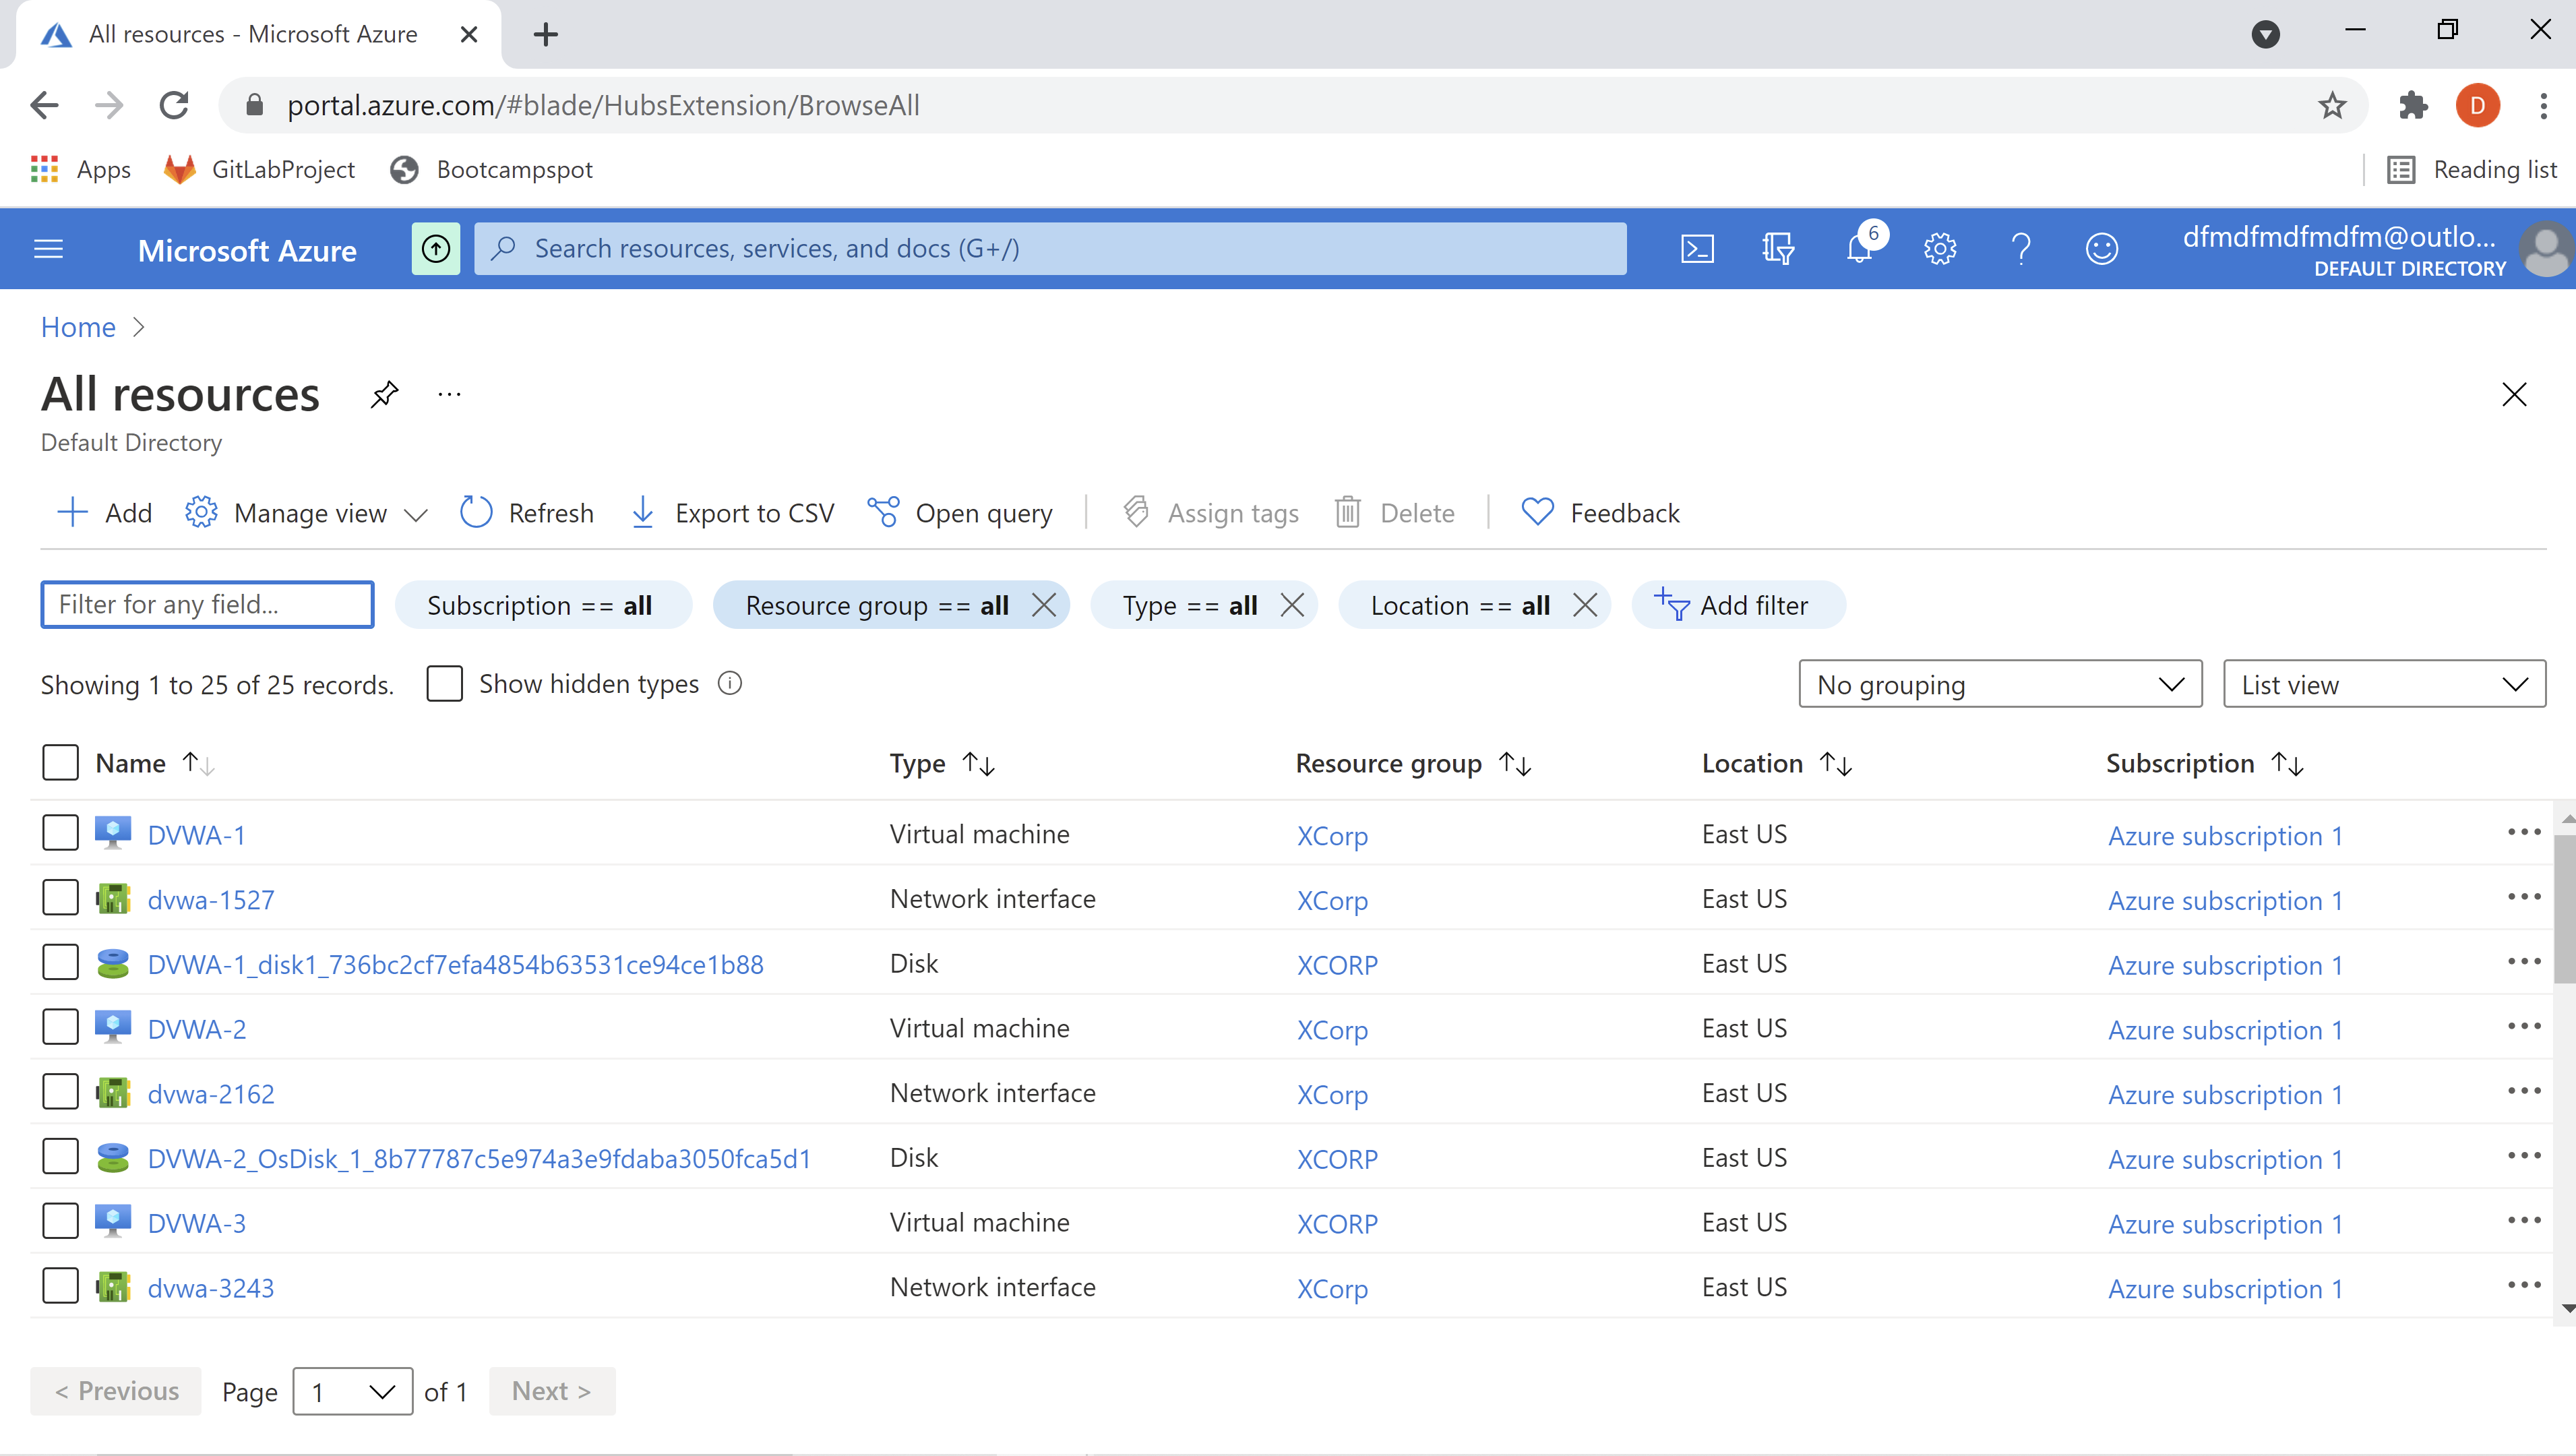 All resources - Microsoft Azure
portal.azure.com/#blade/HubsExtension/BrowseAll
D
Apps GitLabProject Bootcampspot Reading list
Microsoft Azure Search resources, services, and docs (G+/) 6 dfmdfmdfmdfm@outlo...
DEFAULT DIRECTORY
Home >
All resources ...
Default Directory
Add Manage view Refresh Export to CSV Open query Assign tags Delete Feedback
Filter for any field... Subscription == all Resource group == all Type == all Location == all Add filter
Showing 1 to 25 of 25 records. Show hidden types No grouping List view
Name Type Resource group Location Subscription
DVWA-1 Virtual machine XCorp East US Azure subscription 1
dvwa-1527 Network interface XCorp East US Azure subscription 1
DVWA-1_disk1_736bc2cf7efa4854b63531ce94ce1b88 Disk XCORP East US Azure subscription 1
DVWA-2 Virtual machine XCorp East US Azure subscription 1
dvwa-2162 Network interface XCorp East US Azure subscription 1
DVWA-2_OsDisk_1_8b77787c5e974a3e9fdaba3050fca5d1 Disk XCORP East US Azure subscription 1
DVWA-3 Virtual machine XCORP East US Azure subscription 1
dvwa-3243 Network interface XCorp East US Azure subscription 1
< Previous Page 1 of 1 Next >